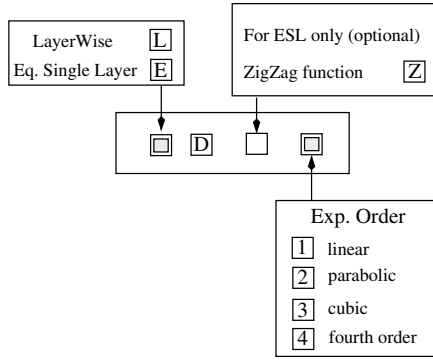 LayerWise L
Eq. Single Layer E
For ESL only (optional)
ZigZag function Z
D
Exp. Order
1 linear
2 parabolic
3 cubic
4 fourth order